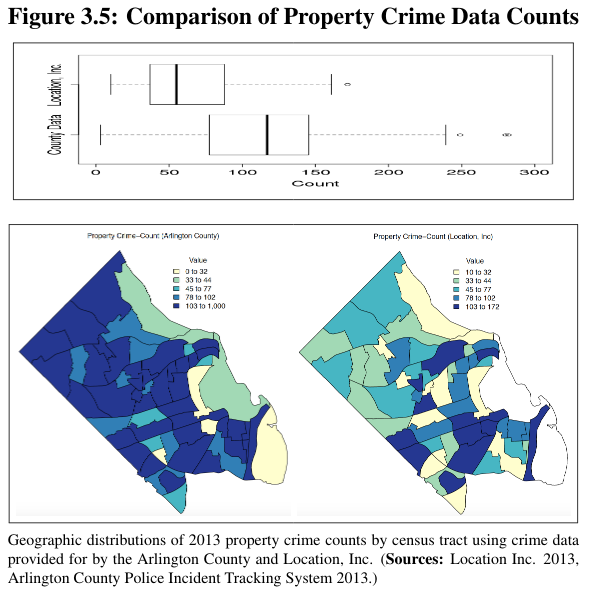 Figure 3.5: Comparison of Property Crime Data Counts
Location, Inc.
County Data
0 50 100 150 200 250 300
Count
Property Crime−Count (Arlington County)
Value
0 to 32
33 to 44
45 to 77
78 to 102
103 to 1,000
Property Crime−Count (Location, Inc)
Value
10 to 32
33 to 44
45 to 77
78 to 102
103 to 172
Geographic distributions of 2013 property crime counts by census tract using crime data
provided for by the Arlington County and Location, Inc. (Sources: Location Inc. 2013,
Arlington County Police Incident Tracking System 2013.)